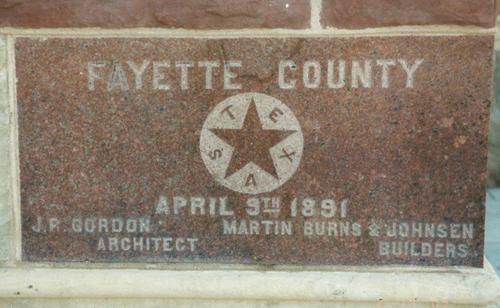 FAYETTE COUNTY
TEXAS
APRIL 9TH 1891
J.R. GORDON
ARCHITECT
MARTIN BURNS & JOHNSEN
BUILDERS